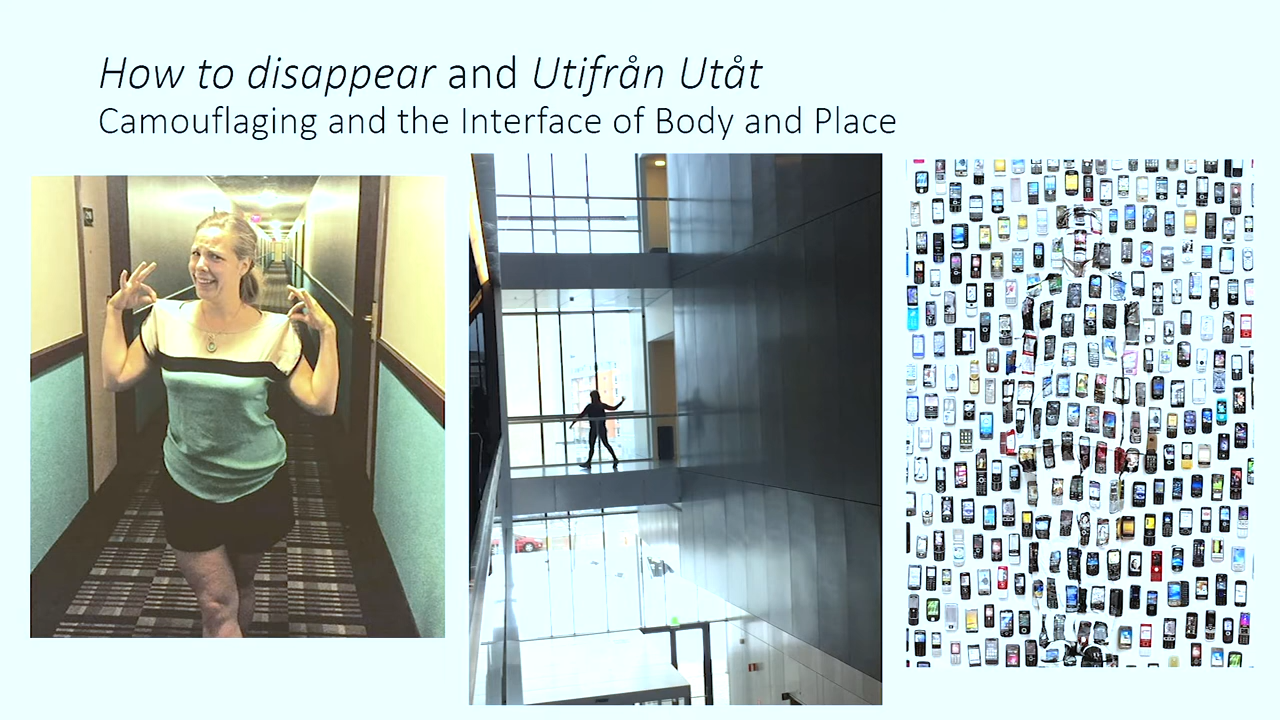 How to disappear and Utifrån Utåt
Camouflaging and the Interface of Body and Place